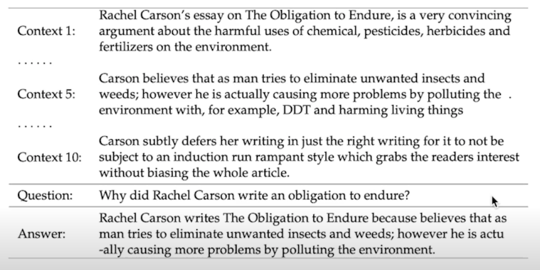 Context 1: Rachel Carson's essay on The Obligation to Endure, is a very convincing
argument about the harmful uses of chemical, pesticides, herbicides and
fertilizers on the environment.
......
Context 5: Carson believes that as man tries to eliminate unwanted insects and
weeds; however he is actually causing more problems by polluting the .
environment with, for example, DDT and harming living things
......
Context 10: Carson subtly defers her writing in just the right writing for it to not be
subject to an induction run rampant style which grabs the readers interest
without biasing the whole article.
Question: Why did Rachel Carson write an obligation to endure?
Answer: Rachel Carson writes The Obligation to Endure because believes that as
man tries to eliminate unwanted insects and weeds; however he is actu
-ally causing more problems by polluting the environment.